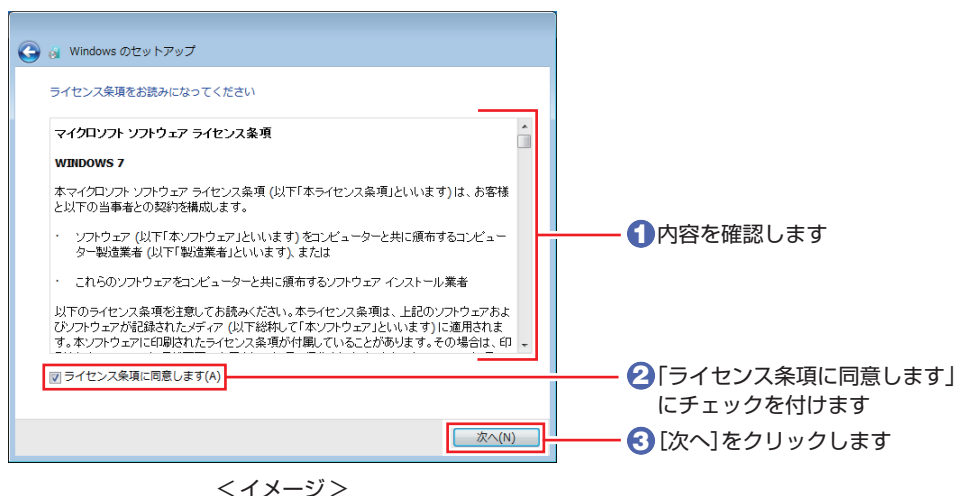 Windows のセットアップ
ライセンス条項をお読みになってください
マイクロソフト ソフトウェア ライセンス条項
WINDOWS 7
本マイクロソフト ソフトウェア ライセンス条項 (以下「本ライセンス条項」といいます) は、お客様
と以下の当事者との契約を構成します。
· ソフトウェア (以下「本ソフトウェア」といいます) をコンピューターと共に頒布するコンピュー
ター製造業者 (以下「製造業者」といいます)、または
· これらのソフトウェアをコンピューターと共に頒布するソフトウェア インストール業者
以下のライセンス条項を注意してお読みください。本ライセンス条項は、上記のソフトウェアおよ
びソフトウェアが記録されたメディア (以下総称して「本ソフトウェア」といいます) に適用されま
す。本ソフトウェアに印刷されたライセンス条項が付属していることがあります。その場合は、印
ライセンス条項に同意します(A)
次へ(N)
1 内容を確認します
2 「ライセンス条項に同意します」
にチェックを付けます
3 [次へ]をクリックします
<イメージ>